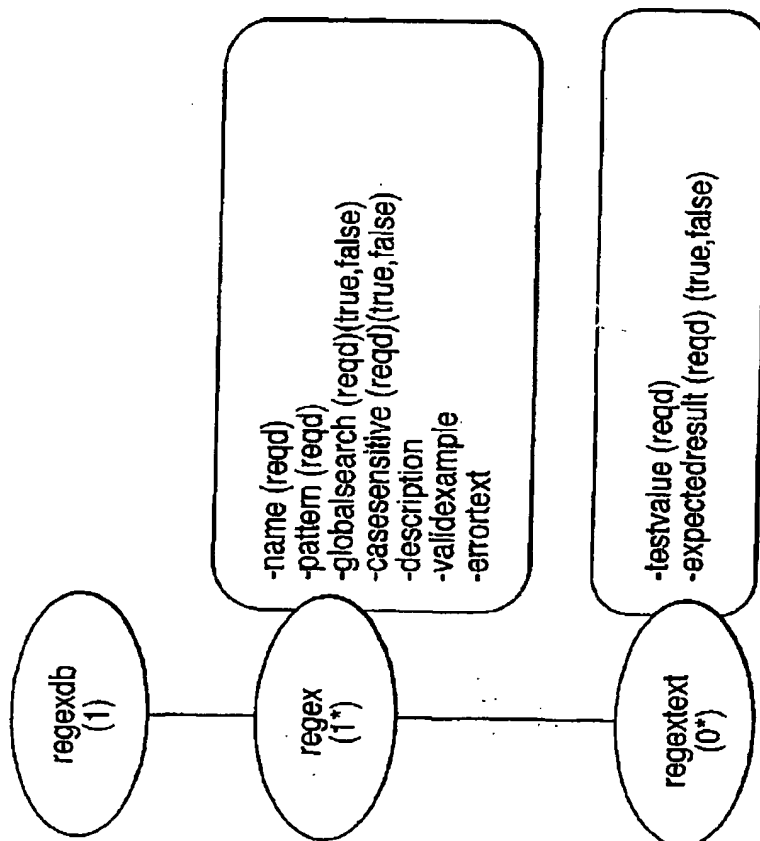 regexdb
(1)
regex
(1*)
-name (reqd)
-pattern (reqd)
-globalsearch (reqd)(true,false)
-casesensitive (reqd)(true,false)
-description
-validexample
-errortext
regextext
(0*)
-testvalue (reqd)
-expectedresult (reqd) (true,false)